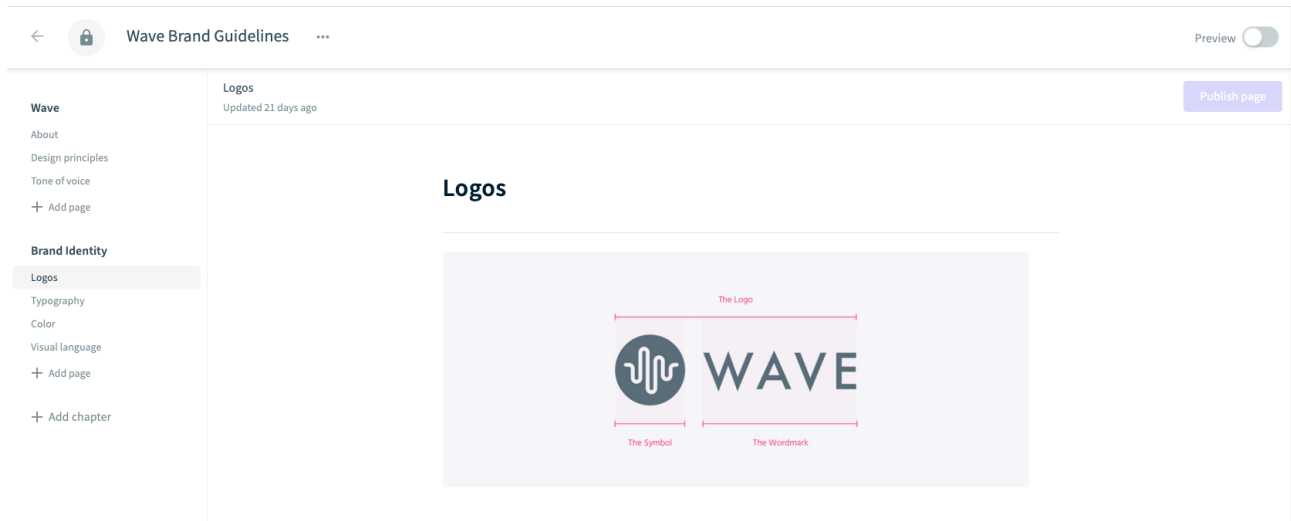 Wave Brand Guidelines
Preview
Wave
About
Design principles
Tone of voice
Add page
Brand Identity
Logos
Typography
Color
Visual language
Add page
Add chapter
Logos
Updated 21 days ago
Publish page
Logos
The Logo
WAVE
The Symbol
The Wordmark